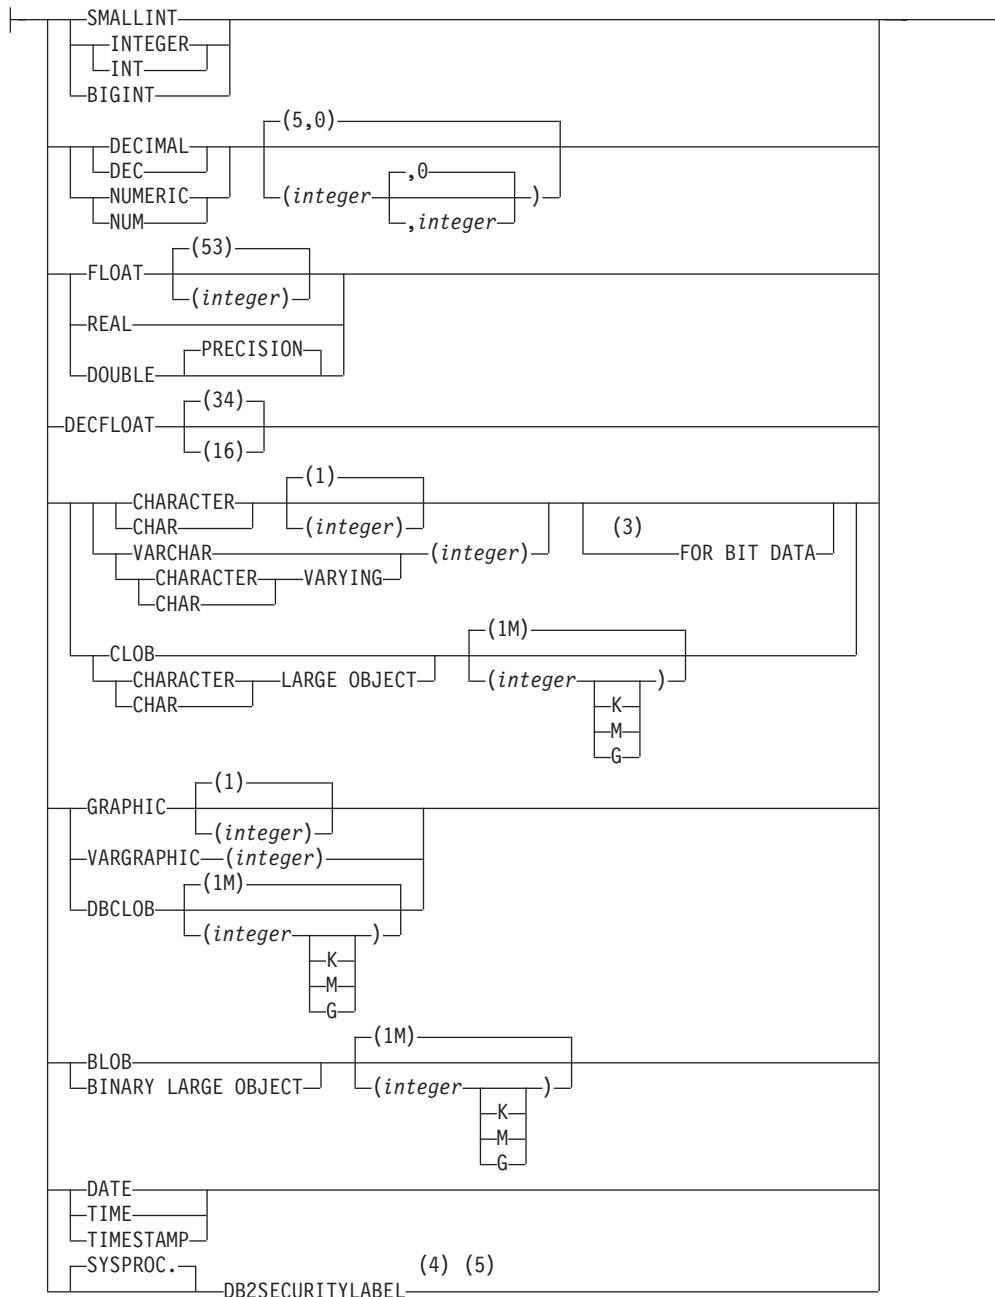 SMALLINT
INTEGER
INT
BIGINT
(5,0)
DECIMAL
DEC
,0
NUMERIC (integer )
NUM ,integer
(53)
FLOAT
(integer)
REAL
PRECISION
DOUBLE
(34)
DECFLOAT
(16)
(1)
CHARACTER
CHAR (integer) (3)
VARCHAR (integer) FOR BIT DATA
CHARACTER VARYING
CHAR
(1M)
CLOB
CHARACTER LARGE OBJECT (integer )
CHAR K
M
G
(1)
GRAPHIC
(integer)
VARGRAPHIC (integer)
(1M)
DBCLOB
(integer )
K
M
G
(1M)
BLOB
BINARY LARGE OBJECT (integer )
K
M
G
DATE
TIME
TIMESTAMP
SYSPROC. (4) (5)
DB2SECURITYLABEL